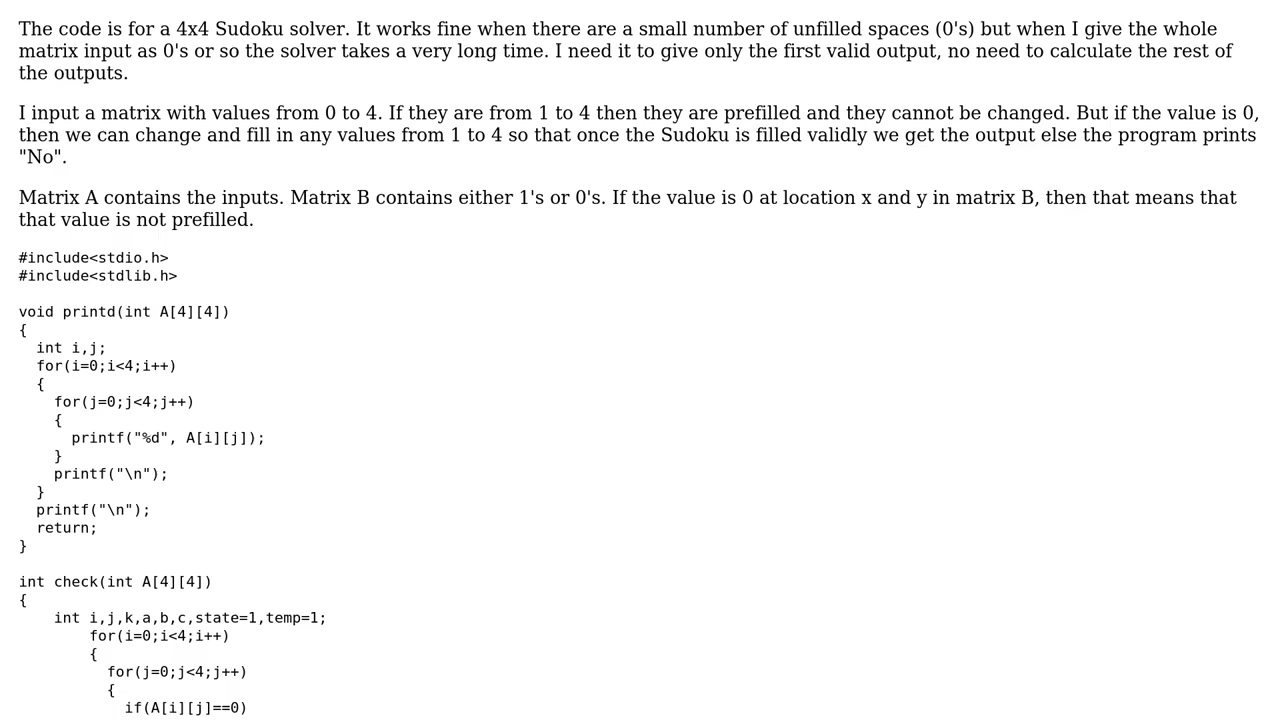 The code is for a 4x4 Sudoku solver. It works fine when there are a small number of unfilled spaces (0's) but when I give the whole
matrix input as 0's or so the solver takes a very long time. I need it to give only the first valid output, no need to calculate the rest of
the outputs.
I input a matrix with values from 0 to 4. If they are from 1 to 4 then they are prefilled and they cannot be changed. But if the value is 0,
then we can change and fill in any values from 1 to 4 so that once the Sudoku is filled validly we get the output else the program prints
"No".
Matrix A contains the inputs. Matrix B contains either 1's or 0's. If the value is 0 at location x and y in matrix B, then that means that
that value is not prefilled.
#include<stdio.h>
#include<stdlib.h>
void printd(int A[4][4])
{
  int i,j;
  for(i=0;i<4;i++)
  {
    for(j=0;j<4;j++)
    {
      printf("%d", A[i][j]);
    }
    printf("\n");
  }
  printf("\n");
  return;
}
int check(int A[4][4])
{
    int i,j,k,a,b,c,state=1,temp=1;
        for(i=0;i<4;i++)
        {
          for(j=0;j<4;j++)
          {
            if(A[i][j]==0)